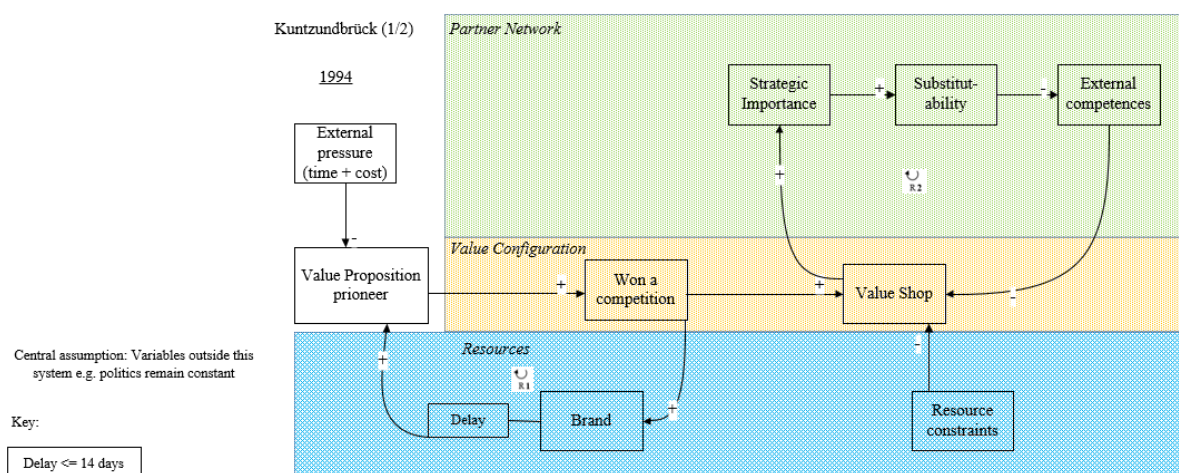 Kuntzundbrück (1/2)
1994
Partner Network
Strategic
Importance
+
Substitut-
ability
-
External
competences
External
pressure
(time + cost)
-
+
R2
Value Configuration
Value Proposition
prioneer
+
Won a
competition
+
Value Shop
-
-
Central assumption: Variables outside this
system e.g. politics remain constant
Resources
+
R1
Delay
Brand
+
Resource
constraints
Key:
Delay <= 14 days